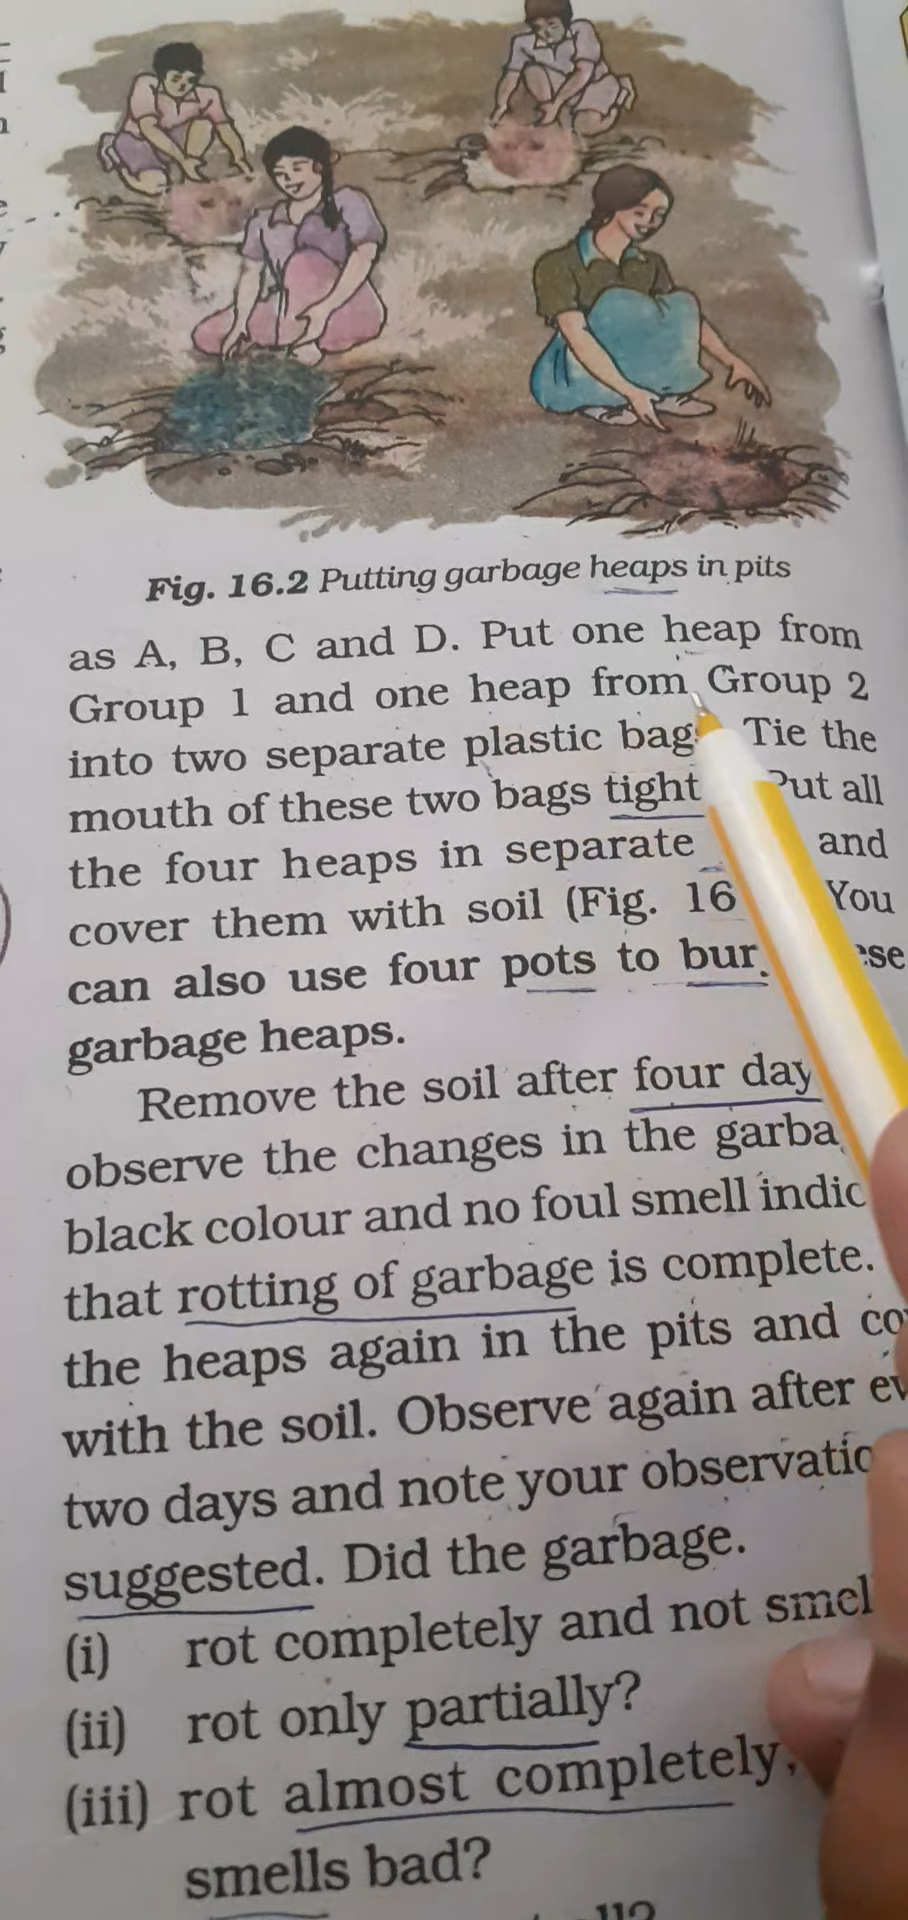 Fig. 16.2 Putting garbage heaps in pits
as A, B, C and D. Put one heap from
Group 1 and one heap from Group 2
into two separate plastic bag Tie the
mouth of these two bags tight Put all
the four heaps in separate and
cover them with soil (Fig. 16 You
can also use four pots to bur ese
garbage heaps.
Remove the soil after four day
observe the changes in the garba
black colour and no foul smell indic
that rotting of garbage is complete.
the heaps again in the pits and co
with the soil. Observe again after ev
two days and note your observatio
suggested. Did the garbage.
(i) rot completely and not smel
(ii) rot only partially?
(iii) rot almost completely,
smells bad?